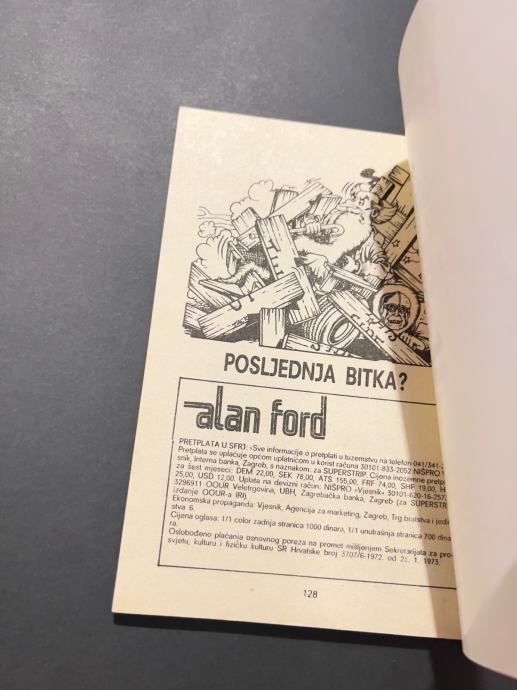 POSLJEDNJA BITKA?
alan ford
PRETPLATA U SFRJ: »Sve informacije o pretplati u tuzemstvu na telefon 041/341-2
Pretplata se uplaćuje općom uplatnicom u korist računa 30101-833-2052 NIŠPRO V
snik, Interna banka, Zagreb, s naznakom: za SUPERSTRIP. Cijena inozemne pretpl
za šest mjeseci: DEM 22,00, SEK 78,00, ATS 155,00, FRF 74,00, SHF 19,00, H
25,00, USD 12,00. Uplata na devizni račun: NIŠPRO »Vjesnik» 30101-620-16-2573
3296911 OOUR Veletrgovina, UBH, Zagrebačka banka, Zagreb (za SUPERSTR
izdanje OOUR-a IRI).
Ekonomska propaganda: Vjesnik, Agencija za marketing, Zagreb, Trg bratstva i jedi
stva 6.
Cijena oglasa: 1/1 color zadnja stranica 1000 dinara, 1/1 unutrašnja stranica 700 dina
ra.
Oslobođeno plaćanja osnovnog poreza na promet mišljenjem Sekretarijata za pro
svjetu, kulturu i fizičku kulturu SR Hrvatske broj 3707/6-1972. od 1. 1973.
128